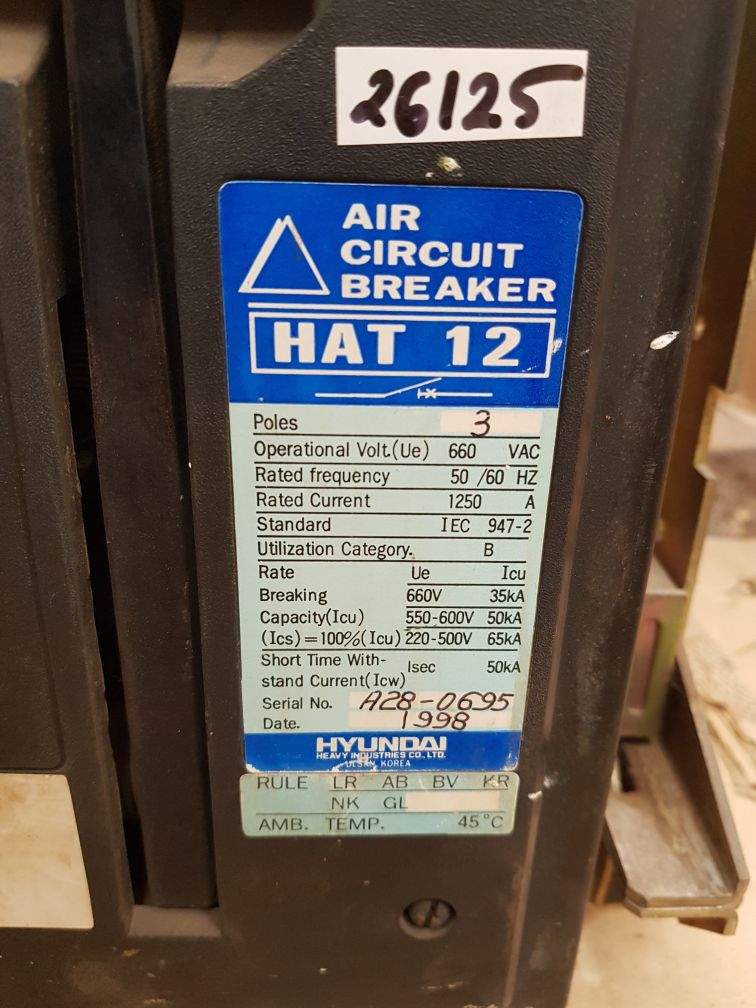 26125
AIR
CIRCUIT
BREAKER
HAT 12
Poles 3
Operational Volt.(Ue) 660 VAC
Rated frequency 50 /60 HZ
Rated Current 1250 A
Standard IEC 947-2
Utilization Category. B
Rate Ue Icu
Breaking 660V 35kA
Capacity(Icu) 550-600V 50kA
(Ics)=100%(Icu) 220-500V 65kA
Short Time With- 1sec 50kA
stand Current(Icw)
Serial No. A28-0695
Date. 1998
HYUNDAI
HEAVY INDUSTRIES CO., LTD.
ULSAN, KOREA
RULE LR AB BV KR
NK GL
AMB. TEMP. 45°C